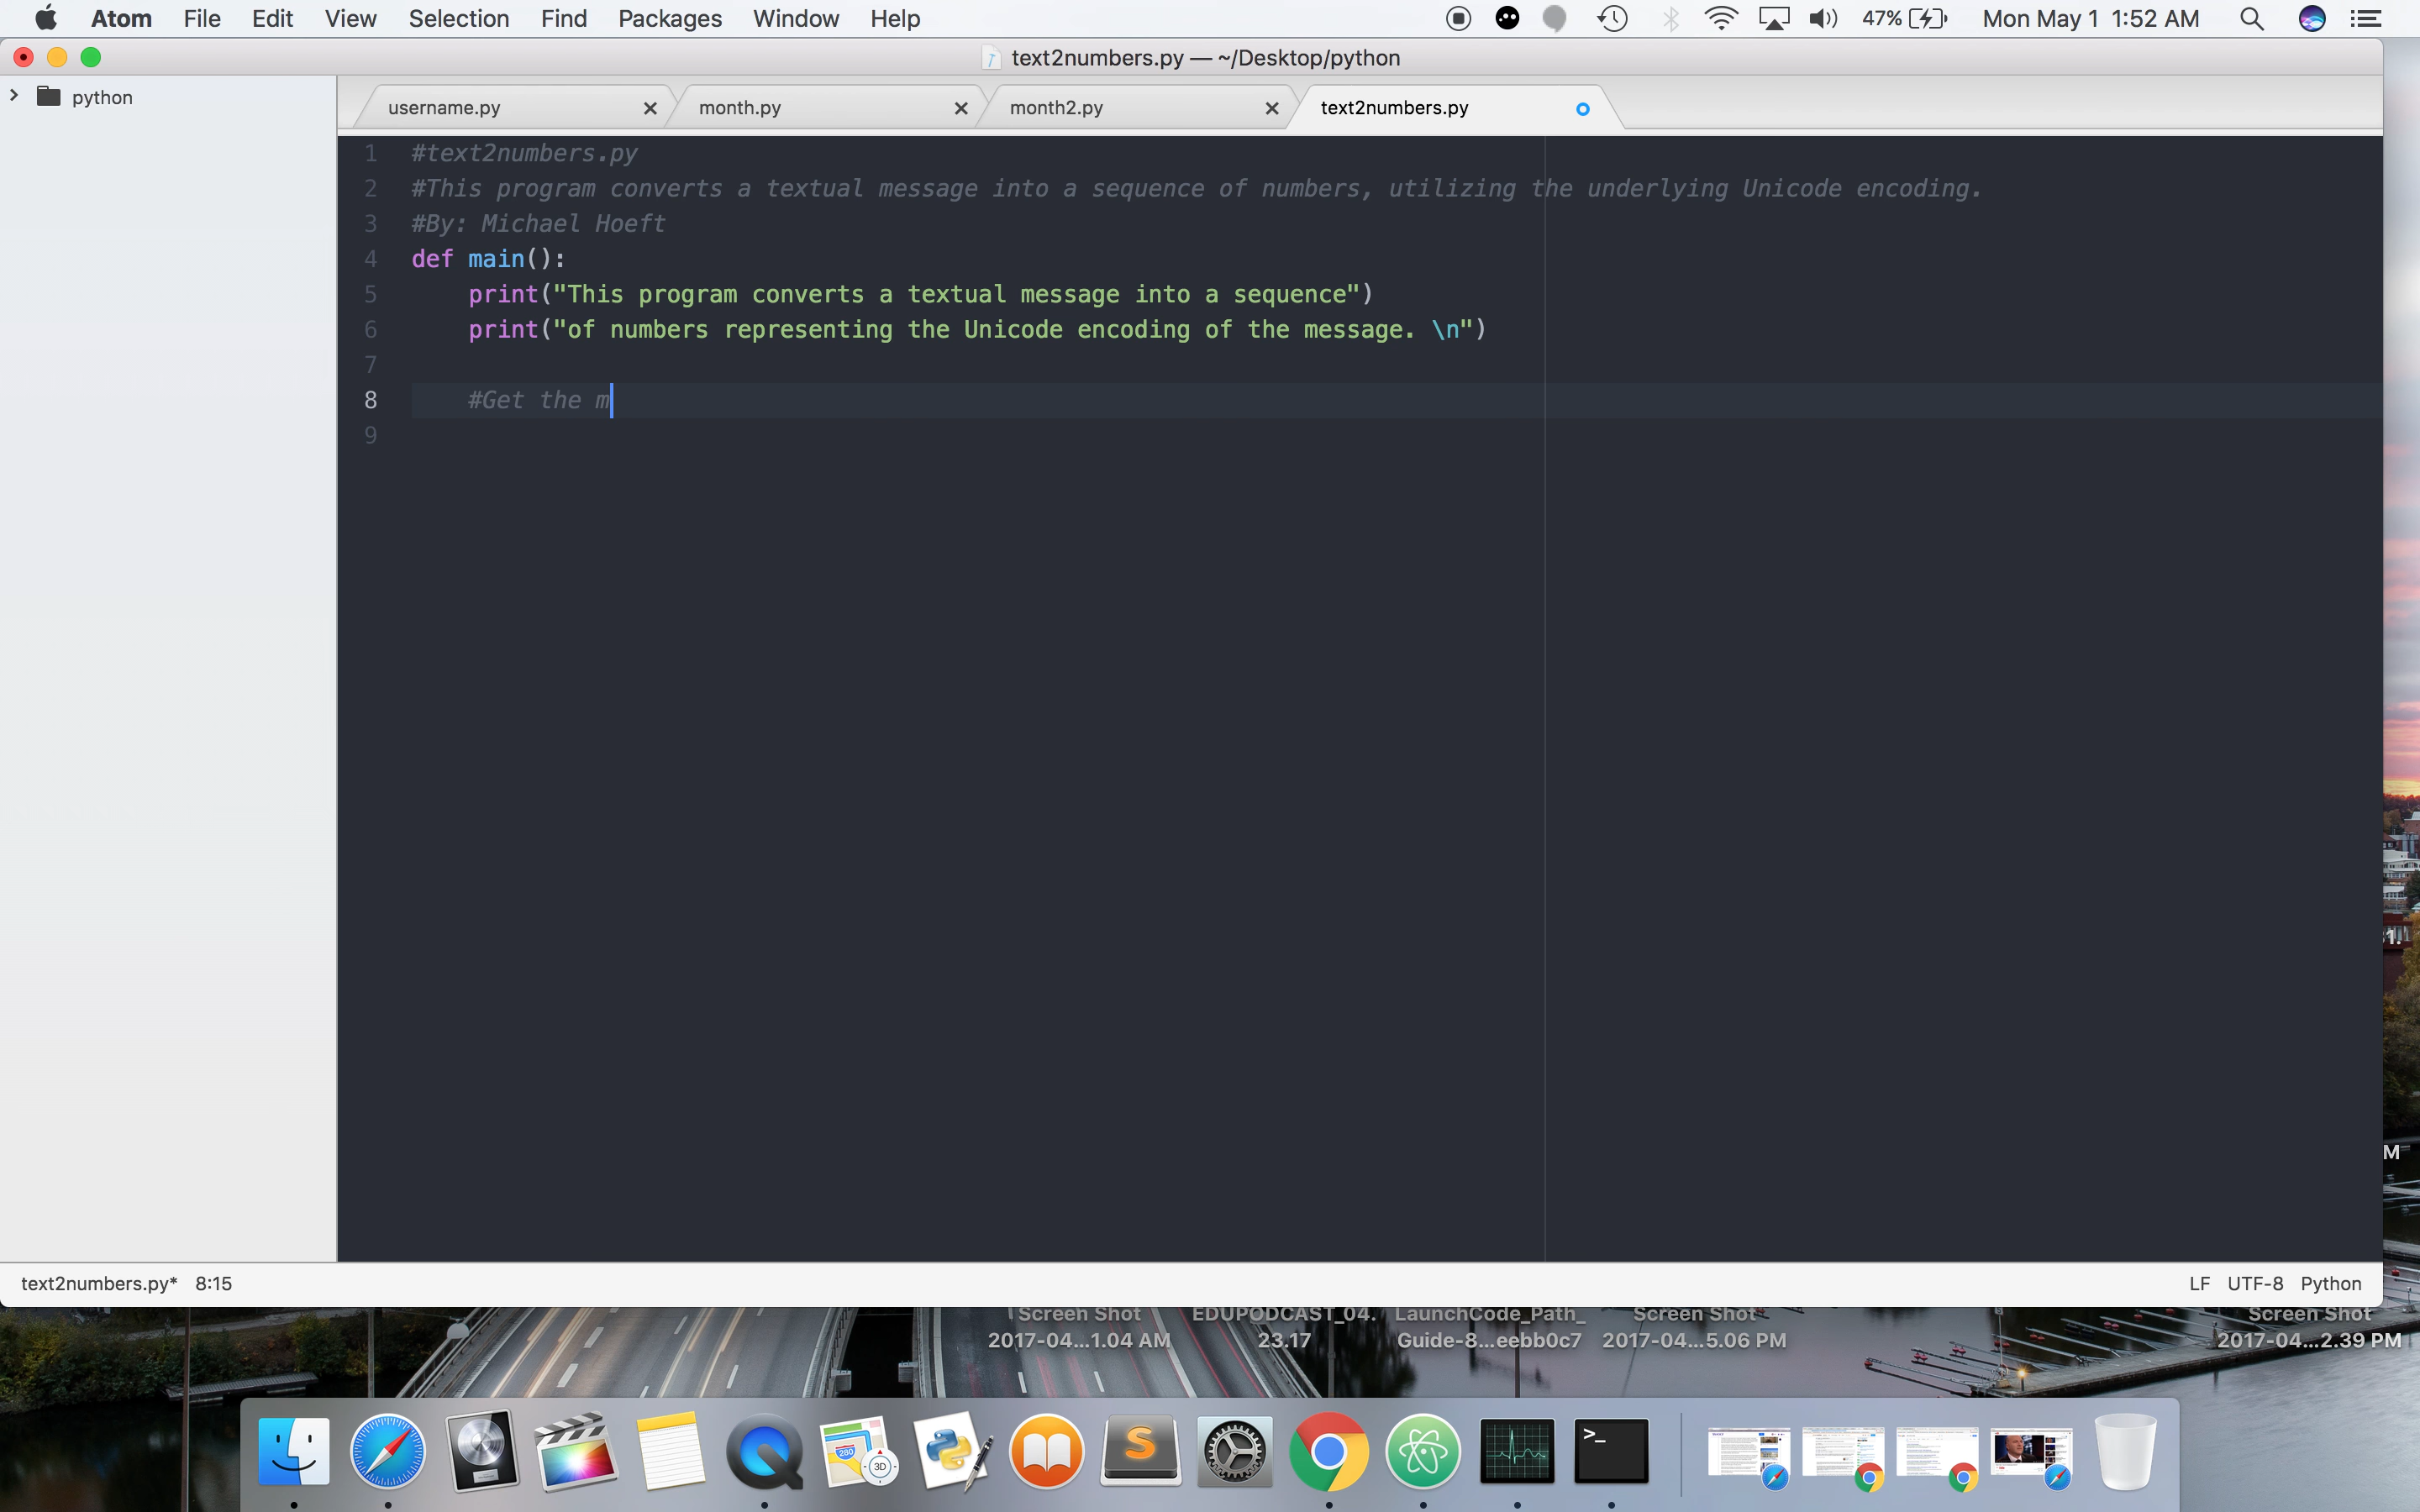 Atom File Edit View Selection Find Packages Window Help 47% Mon May 1 1:52 AM
text2numbers.py — ~/Desktop/python
python
username.py month.py month2.py text2numbers.py
1 #text2numbers.py
2 #This program converts a textual message into a sequence of numbers, utilizing the underlying Unicode encoding.
3 #By: Michael Hoeft
4 def main():
5 print("This program converts a textual message into a sequence")
6 print("of numbers representing the Unicode encoding of the message. \n")
7
8 #Get the m
9
text2numbers.py* 8:15 LF UTF-8 Python
Screen Shot EDUPODCAST_04. LaunchCode_Path_ Screen Shot Screen Shot
2017-04...1.04 AM 23.17 Guide-8...eebb0c7 2017-04...5.06 PM 2017-04...2.39 PM
280
3D
S
>_